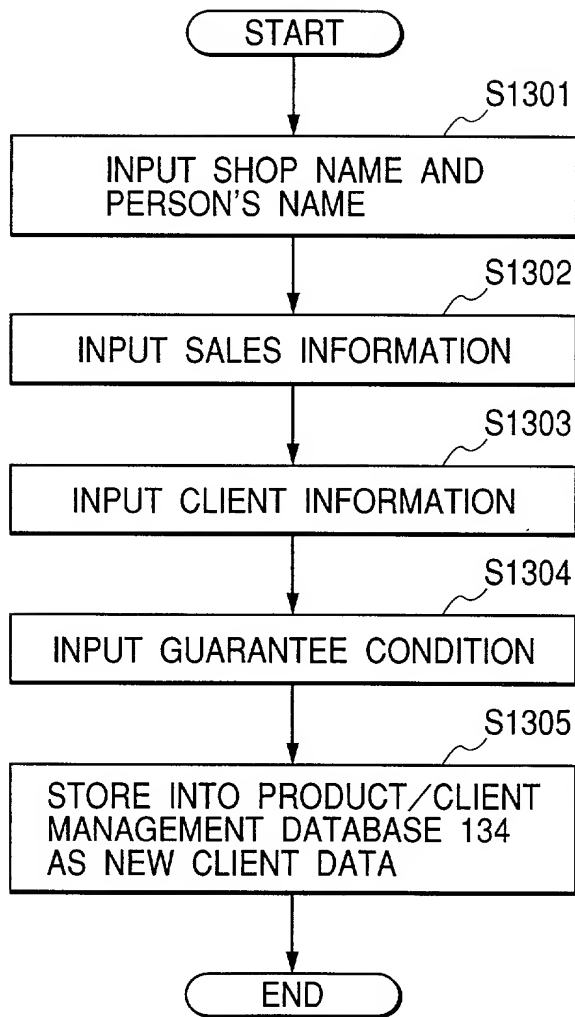 START
S1301
INPUT SHOP NAME AND
PERSON'S NAME
S1302
INPUT SALES INFORMATION
S1303
INPUT CLIENT INFORMATION
S1304
INPUT GUARANTEE CONDITION
S1305
STORE INTO PRODUCT/CLIENT
MANAGEMENT DATABASE 134
AS NEW CLIENT DATA
END